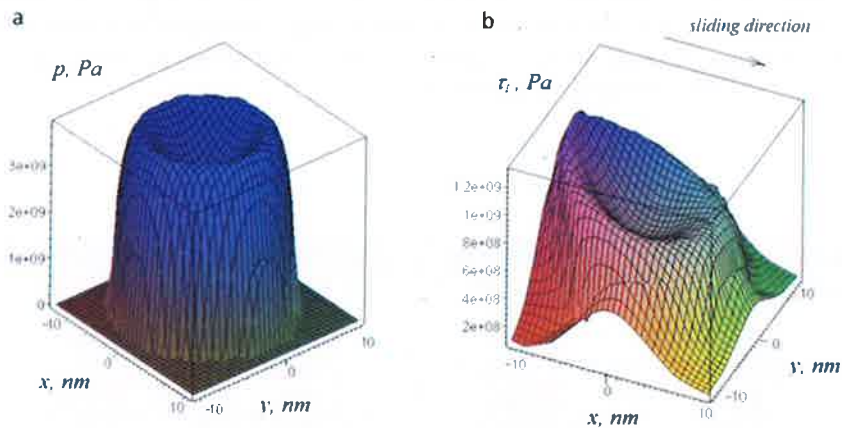 a
p, Pa
3e+09
2e+09
1e+09
0
-10
0
10
x, nm
-10
0
10
y, nm
b
sliding direction
τi , Pa
1.2e+09
1e+09
8e+08
6e+08
4e+08
2e+08
-10
0
10
x, nm
-10
0
10
y, nm